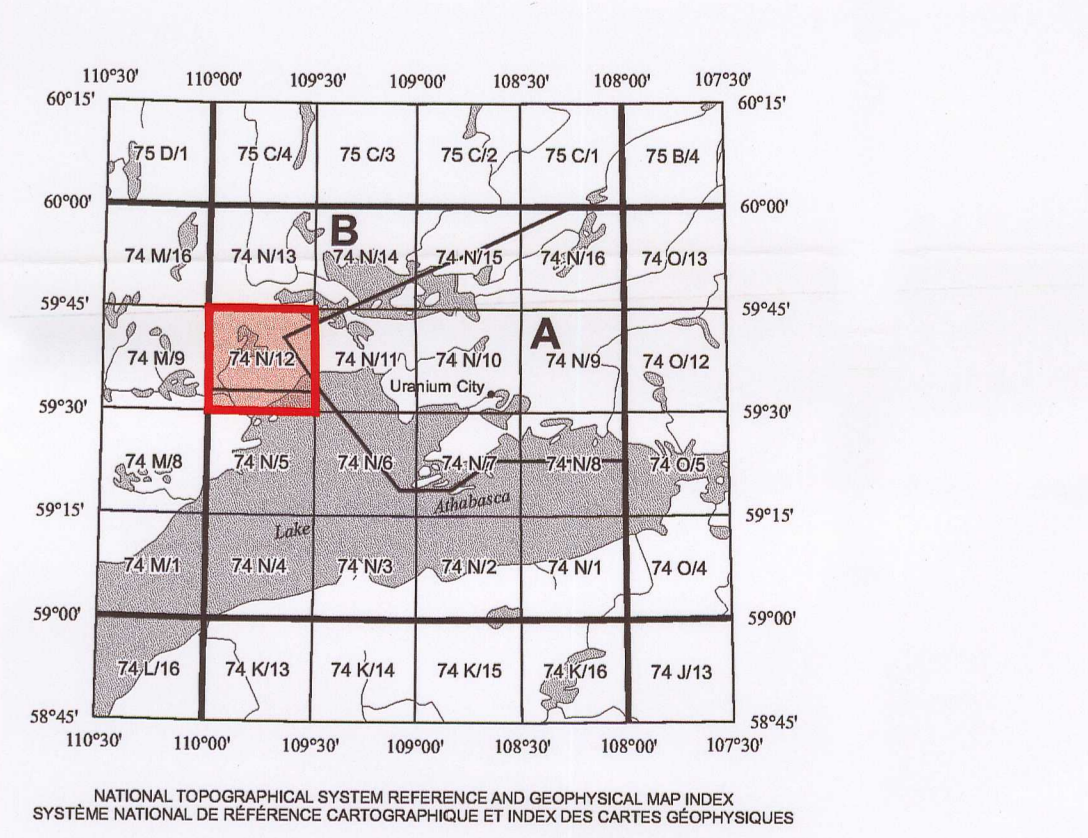 110°30' 110°00' 109°30' 109°00' 108°30' 108°00' 107°30'
60°15' 60°15'
75 D/1 75 C/4 75 C/3 75 C/2 75 C/1 75 B/4
60°00' 60°00'
B
74 M/16 74 N/13 74 N/14 74 N/15 74 N/16 74 O/13
59°45' 59°45'
A
74 M/9 74 N/12 74 N/11 74 N/10 74 N/9 74 O/12
Uranium City
59°30' 59°30'
74 M/8 74 N/5 74 N/6 74 N/7 74 N/8 74 O/5
Athabasca
59°15' 59°15'
Lake
74 M/1 74 N/4 74 N/3 74 N/2 74 N/1 74 O/4
59°00' 59°00'
74 L/16 74 K/13 74 K/14 74 K/15 74 K/16 74 J/13
58°45' 58°45'
110°30' 110°00' 109°30' 109°00' 108°30' 108°00' 107°30'
NATIONAL TOPOGRAPHICAL SYSTEM REFERENCE AND GEOPHYSICAL MAP INDEX
SYSTÈME NATIONAL DE RÉFÉRENCE CARTOGRAPHIQUE ET INDEX DES CARTES GÉOPHYSIQUES